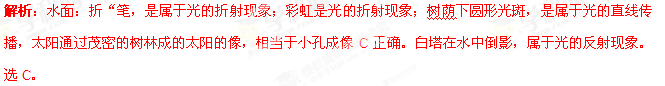 解析：水面：折“笔，是属于光的折射现象；彩虹是光的折射现象；树荫下圆形光斑，是属于光的直线传
播，太阳通过茂密的树林成的太阳的像，相当于小孔成像 C 正确。白塔在水中倒影，属于光的反射现象。
选 C。